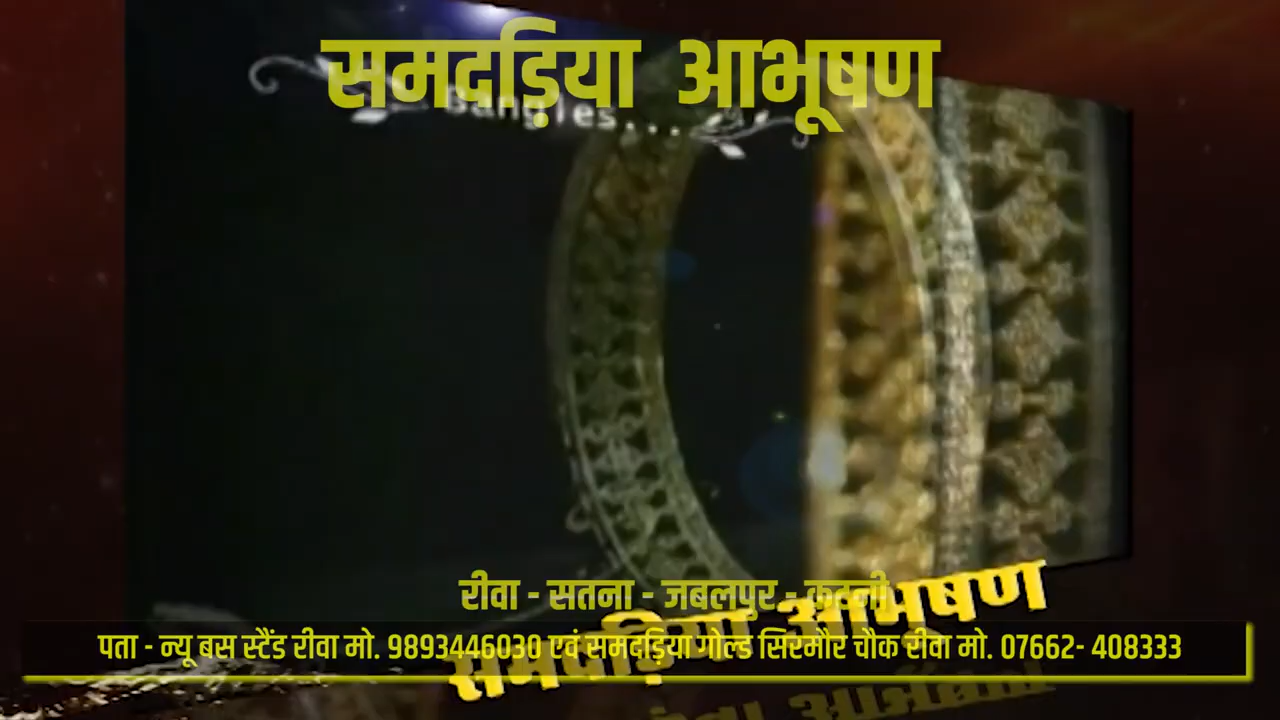 समदड़िया आभूषण
Bangles....
रीवा - सतना - जबलपुर - कटनी
समदड़िया आभूषण
पता - न्यू बस स्टैंड रीवा मो. 9893446030 एवं समदड़िया गोल्ड सिरमौर चौक रीवा मो. 07662- 408333